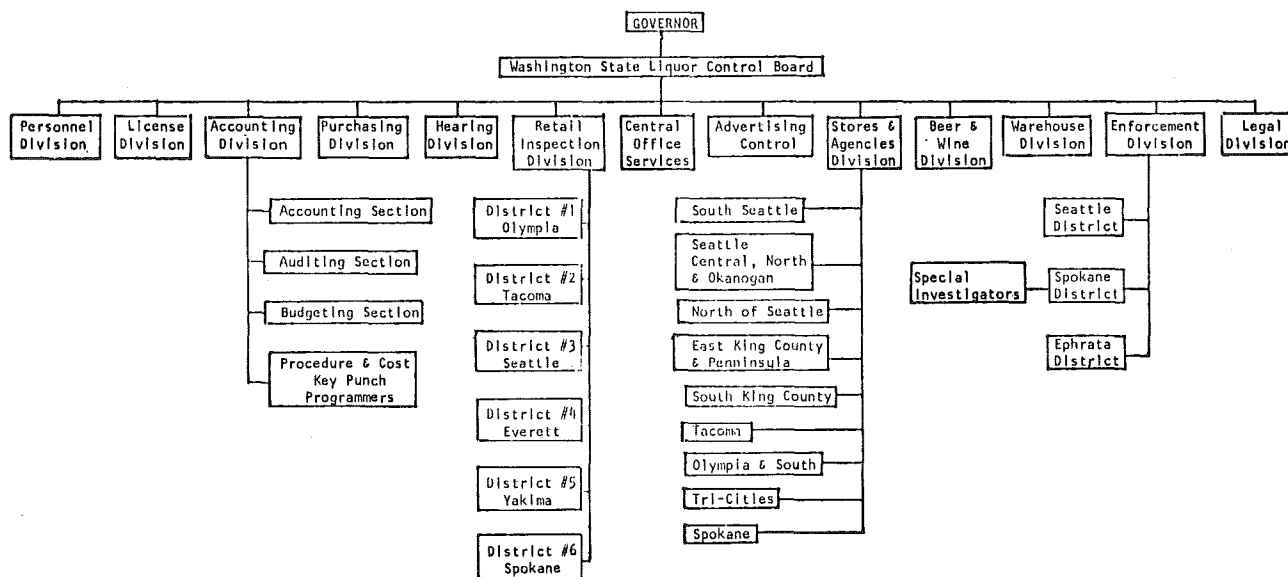 GOVERNOR
Washington State Liquor Control Board
Personnel
Division
License
Division
Accounting
Division
Purchasing
Division
Hearing
Division
Retail
Inspection
Division
Central
Office
Services
Advertising
Control
Stores &
Agencies
Division
Beer &
Wine
Division
Warehouse
Division
Enforcement
Division
Legal
Division
Accounting Section
Auditing Section
Budgeting Section
Procedure & Cost
Key Punch
Programmers
District #1
Olympia
District #2
Tacoma
District #3
Seattle
District #4
Everett
District #5
Yakima
District #6
Spokane
South Seattle
Seattle
Central, North
& Okanogan
North of Seattle
East King County
& Penninsyla
South King County
Tacoma
Olympia & South
Tri-Cities
Spokane
Seattle
District
Special
Investigators
Spokane
District
Ephrata
District